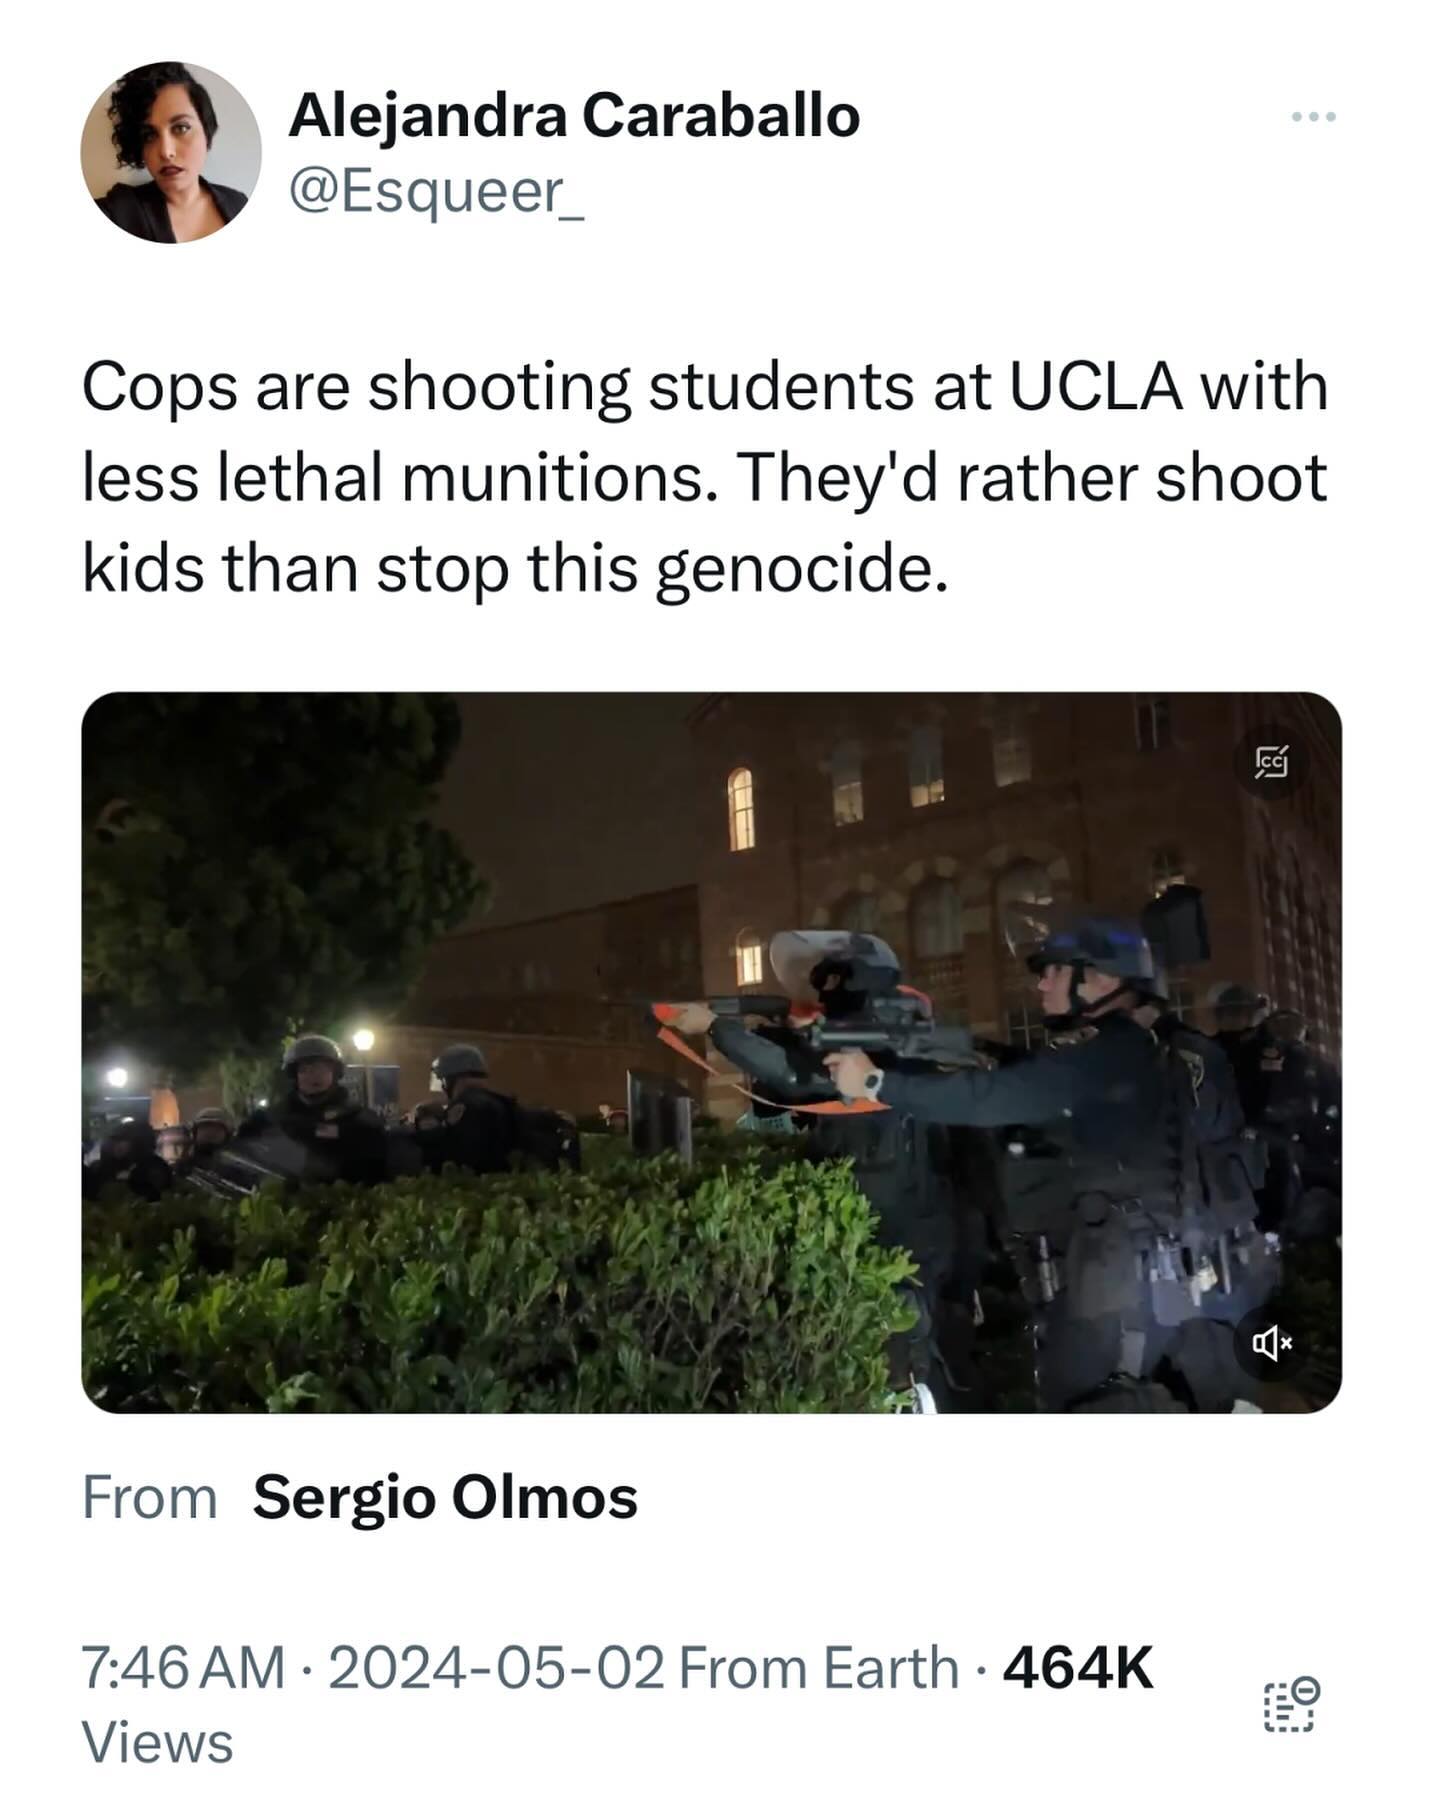 Alejandra Caraballo
@Esqueer_
Cops are shooting students at UCLA with
less lethal munitions. They'd rather shoot
kids than stop this genocide.
CC
From Sergio Olmos
7:46 AM · 2024-05-02 From Earth · 464K
Views